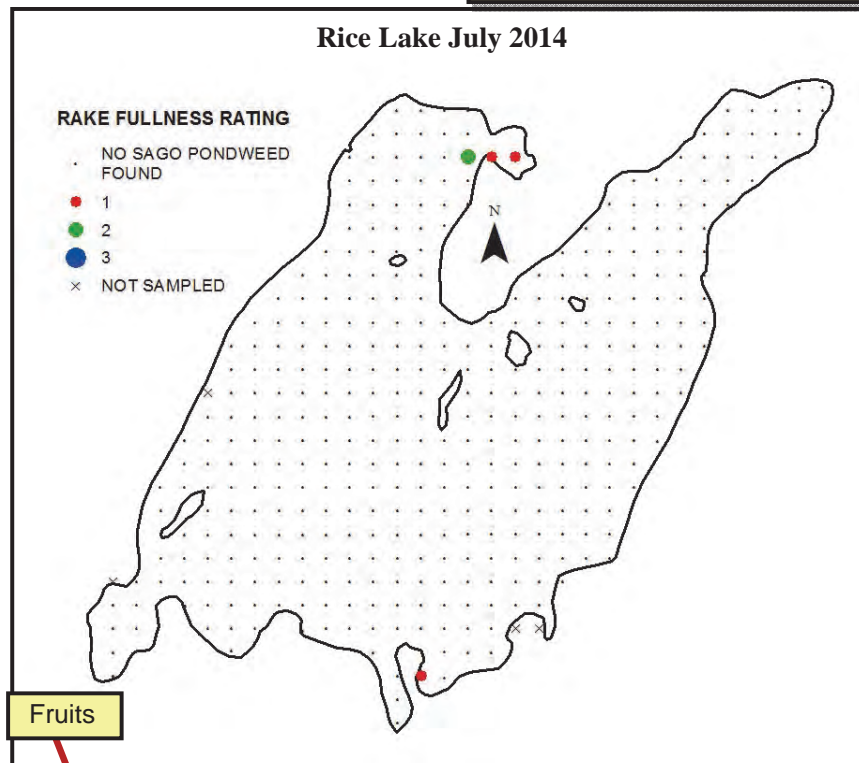 Rice Lake July 2014
RAKE FULLNESS RATING
NO SAGO PONDWEED
FOUND
1
2
3
NOT SAMPLED
N
Fruits